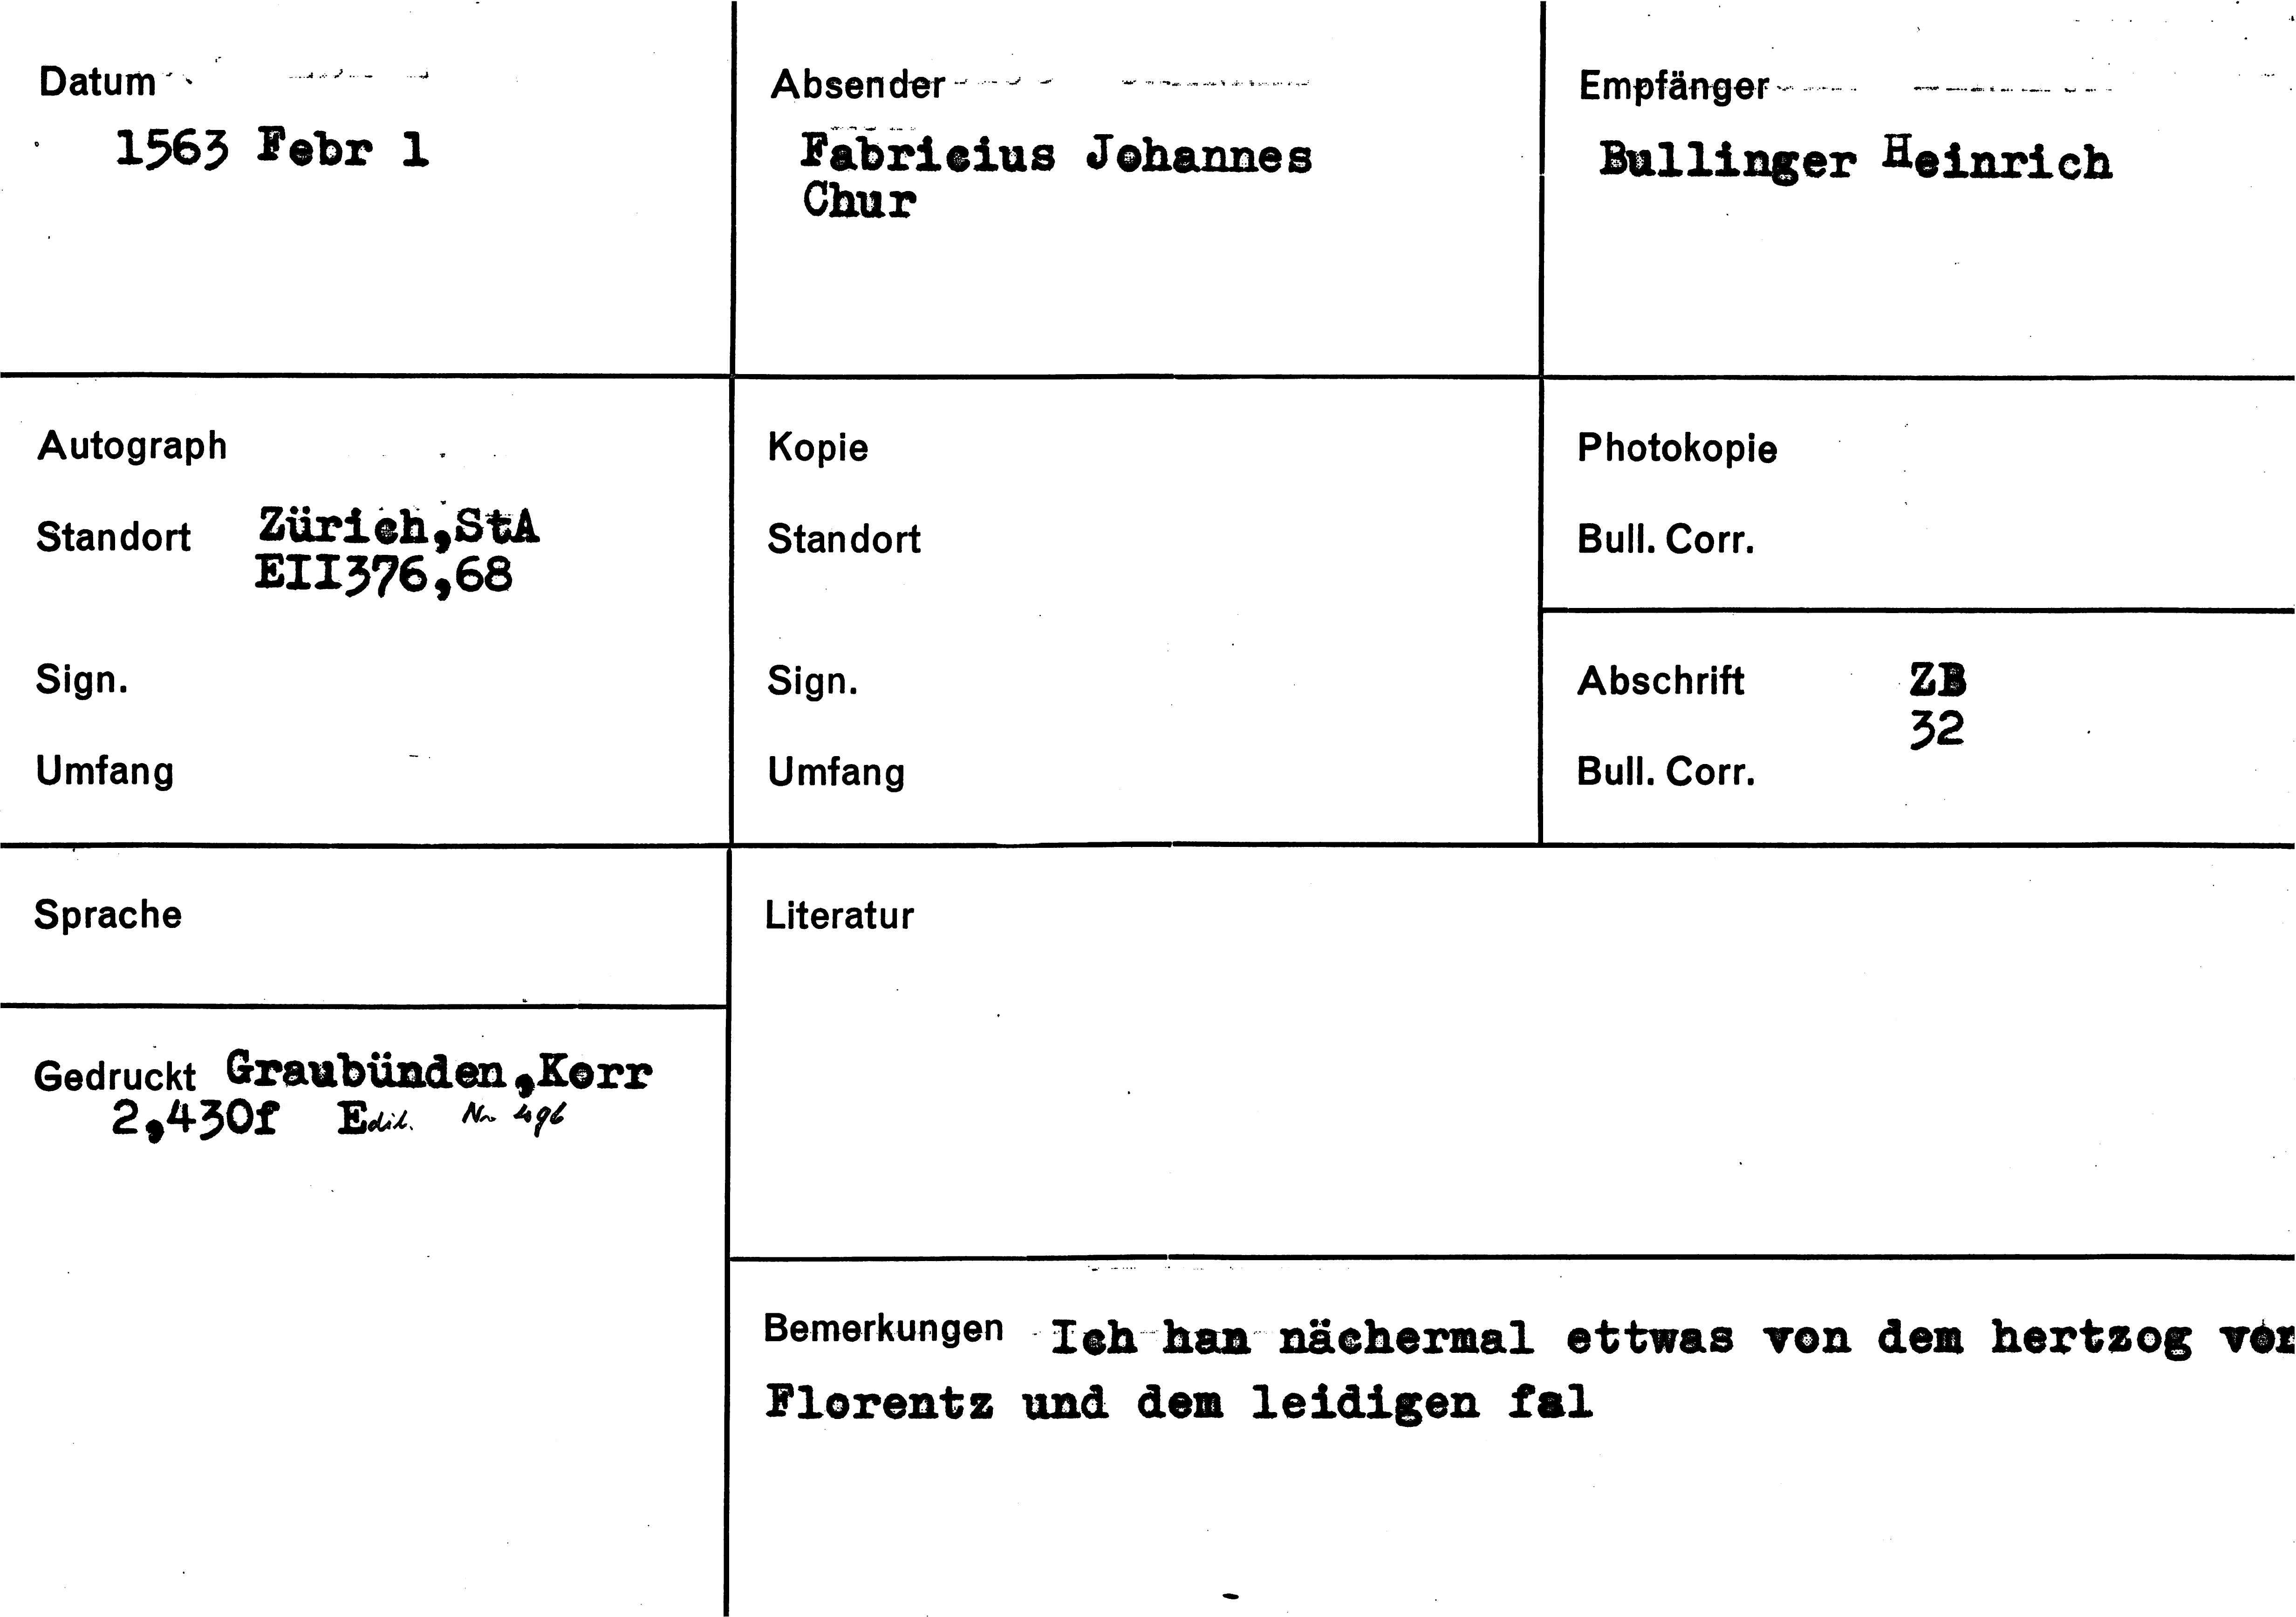 Datum
1563 Febr 1
Absender
Fabricius Johannes
Chur
Empfänger
Bullinger Heinrich
Autograph
Standort Zürich,StA
EII376,68
Sign.
Umfang
Kopie
Standort
Sign.
Umfang
Photokopie
Bull. Corr.
Abschrift ZB
32
Bull. Corr.
Sprache
Gedruckt Graubünden,Korr
2,430f Edit. Nr 496
Literatur
Bemerkungen Ich han nächermal ettwas von dem hertzog von
Florentz und dem leidigen fal